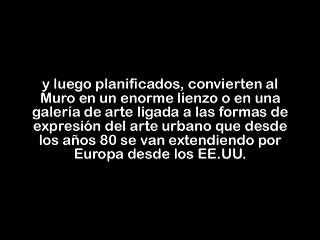 y luego planificados, convierten al
Muro en un enorme lienzo o en una
galería de arte ligada a las formas de
expresión del arte urbano que desde
los años 80 se van extendiendo por
Europa desde los EE.UU.